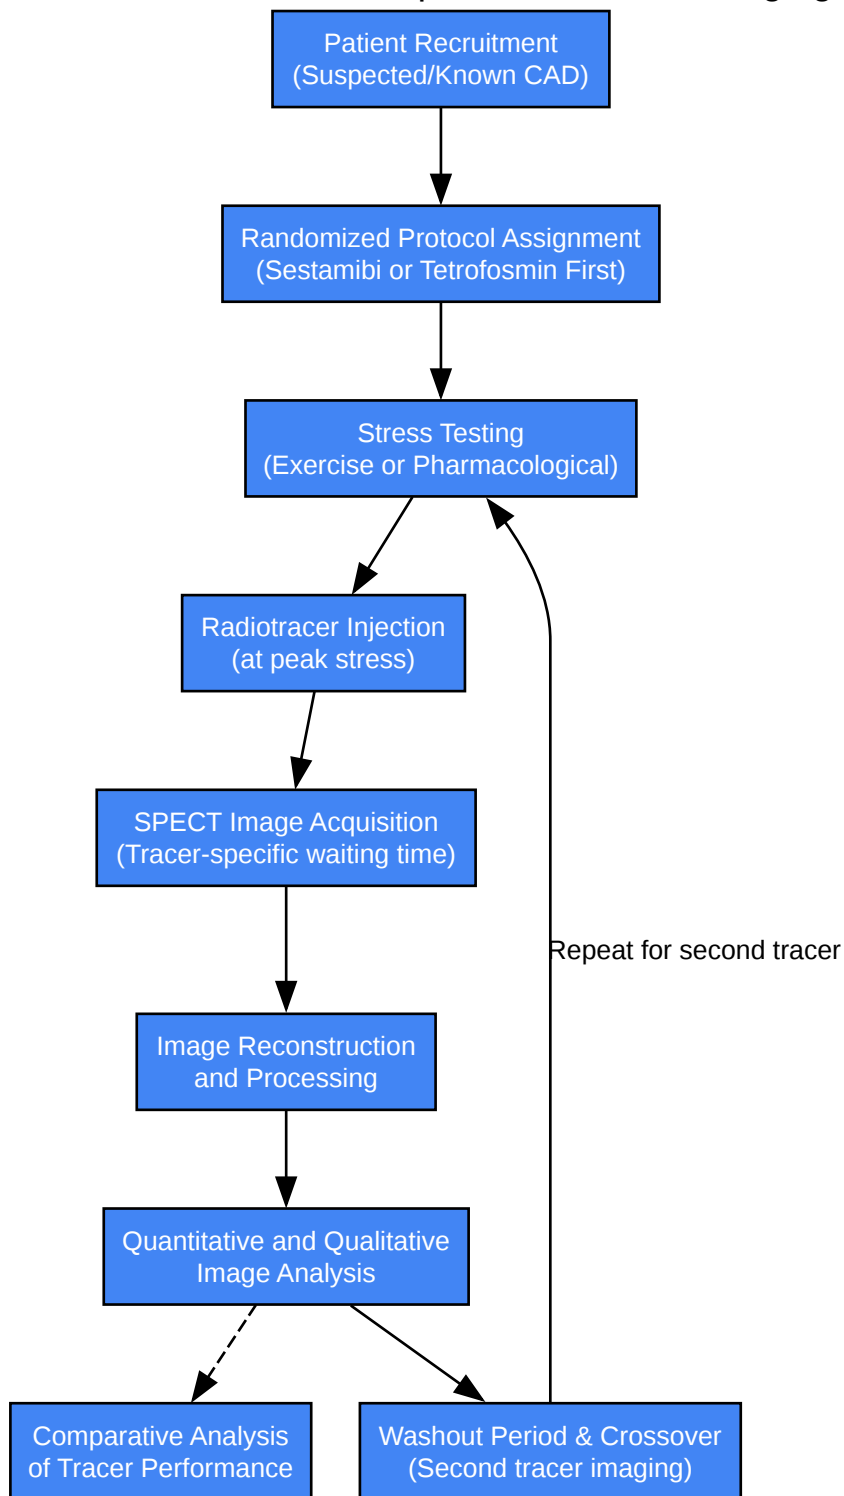 Patient Recruitment
(Suspected/Known CAD)
Randomized Protocol Assignment
(Sestamibi or Tetrofosmin First)
Stress Testing
(Exercise or Pharmacological)
Radiotracer Injection
(at peak stress)
SPECT Image Acquisition
(Tracer-specific waiting time)
Repeat for second tracer
Image Reconstruction
and Processing
Quantitative and Qualitative
Image Analysis
Comparative Analysis
of Tracer Performance
Washout Period & Crossover
(Second tracer imaging)